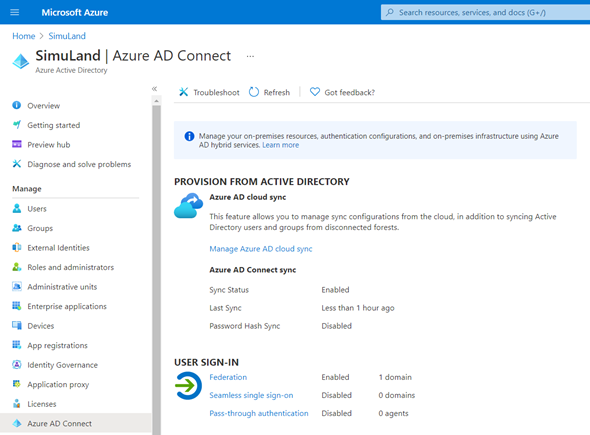 Microsoft Azure
Search resources, services, and docs (G+/)
Home > SimuLand
SimuLand | Azure AD Connect ...
Azure Active Directory
«
Overview
Getting started
Preview hub
Diagnose and solve problems
Manage
Users
Groups
External Identities
Roles and administrators
Administrative units
Enterprise applications
Devices
App registrations
Identity Governance
Application proxy
Licenses
Azure AD Connect
Troubleshoot Refresh Got feedback?
Manage your on-premises resources, authentication configurations, and on-premises infrastructure using Azure
AD hybrid services. Learn more
PROVISION FROM ACTIVE DIRECTORY
Azure AD cloud sync
This feature allows you to manage sync configurations from the cloud, in addition to syncing Active
Directory users and groups from disconnected forests.
Manage Azure AD cloud sync
Azure AD Connect sync
Sync Status Enabled
Last Sync Less than 1 hour ago
Password Hash Sync Disabled
USER SIGN-IN
Federation Enabled 1 domain
Seamless single sign-on Disabled 0 domains
Pass-through authentication Disabled 0 agents